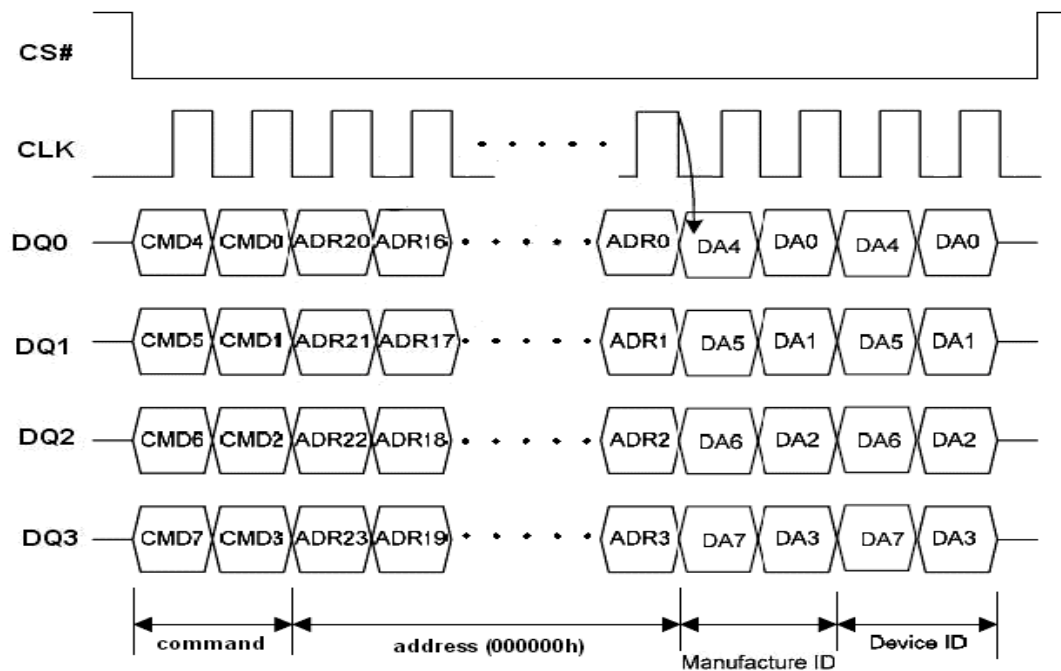 CS#
CLK
DQ0 CMD4 CMD0 ADR20 ADR16 ADR0 DA4 DA0 DA4 DA0
DQ1 CMD5 CMD1 ADR21 ADR17 ADR1 DA5 DA1 DA5 DA1
DQ2 CMD6 CMD2 ADR22 ADR18 ADR2 DA6 DA2 DA6 DA2
DQ3 CMD7 CMD3 ADR23 ADR19 ADR3 DA7 DA3 DA7 DA3
command address (000000h) Manufacture ID Device ID